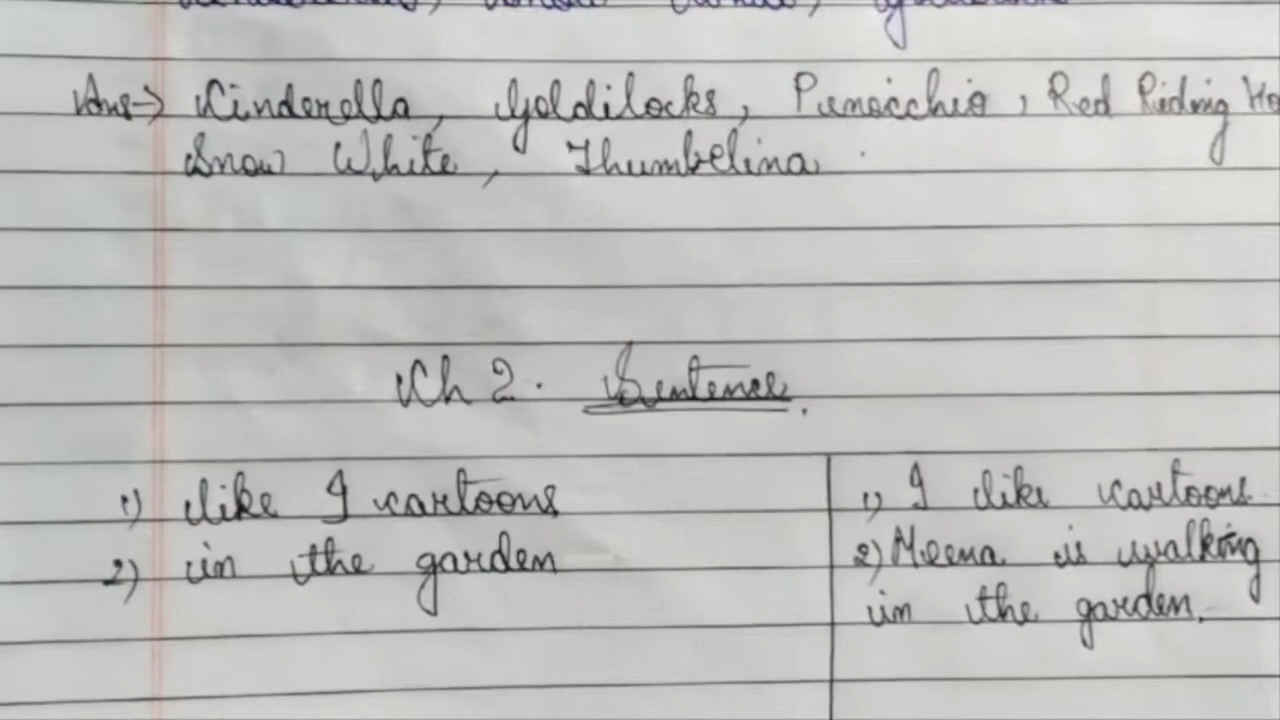 Ans→ Cinderella, Goldilocks, Pinocchio, Red Riding Ho
Snow White, Thumbelina.
Ch 2. Sentence.
1) like I cartoons
2) in the garden
1) I like cartoons
2) Meena is walking
in the garden.